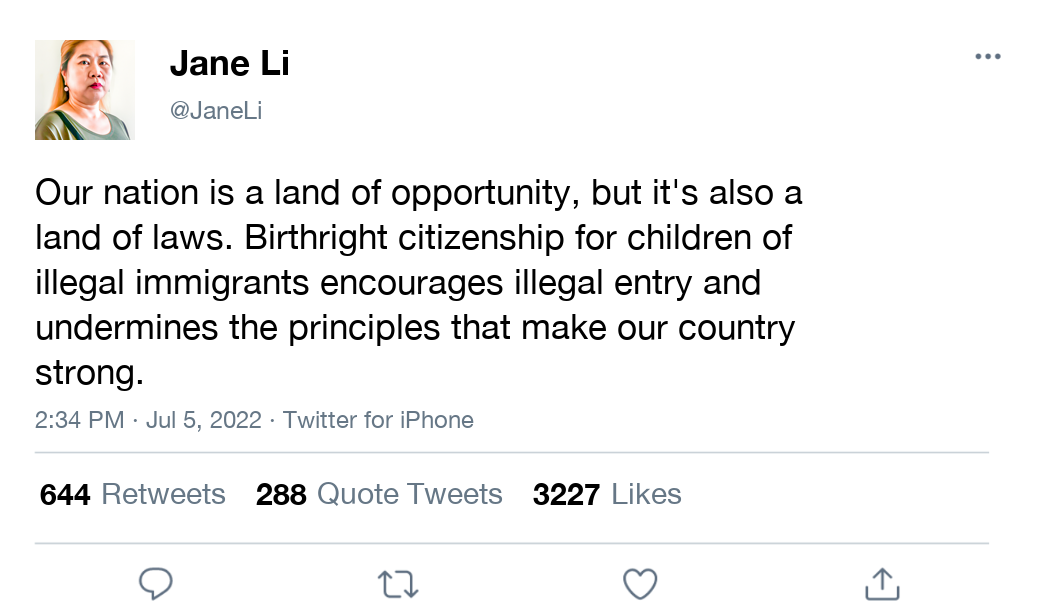 Jane Li
@JaneLi
Our nation is a land of opportunity, but it's also a
land of laws. Birthright citizenship for children of
illegal immigrants encourages illegal entry and
undermines the principles that make our country
strong.
2:34 PM · Jul 5, 2022 · Twitter for iPhone
644 Retweets 288 Quote Tweets 3227 Likes